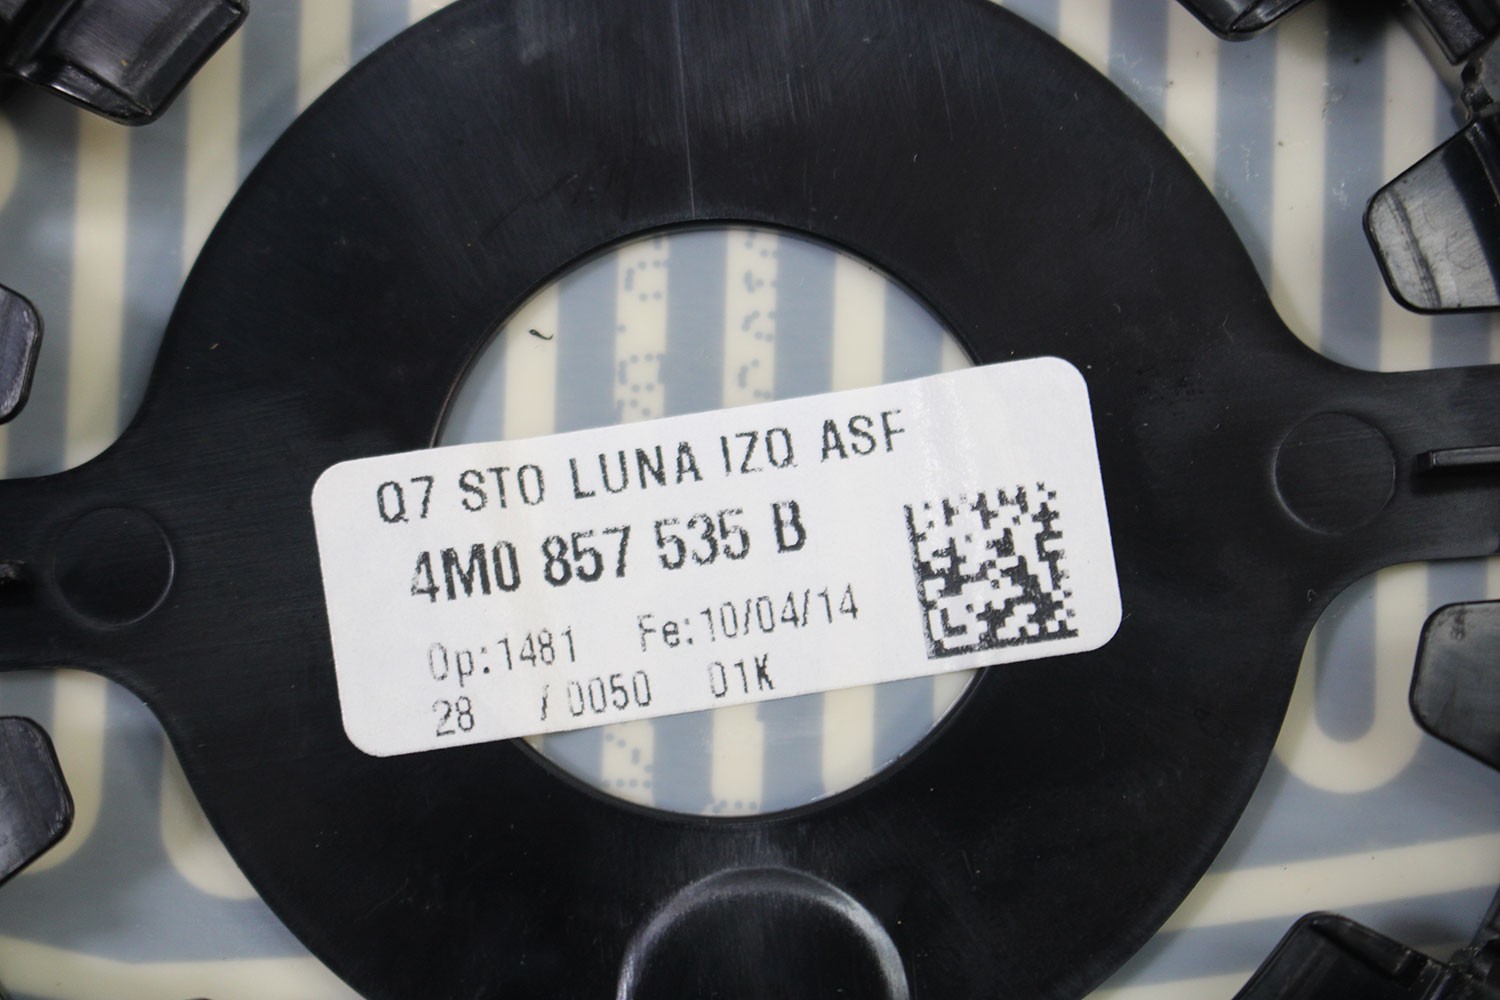 Q7 STO LUNA IZQ ASF
4M0 857 535 B
Op:1481 Fe:10/04/14
28 /0050 01K